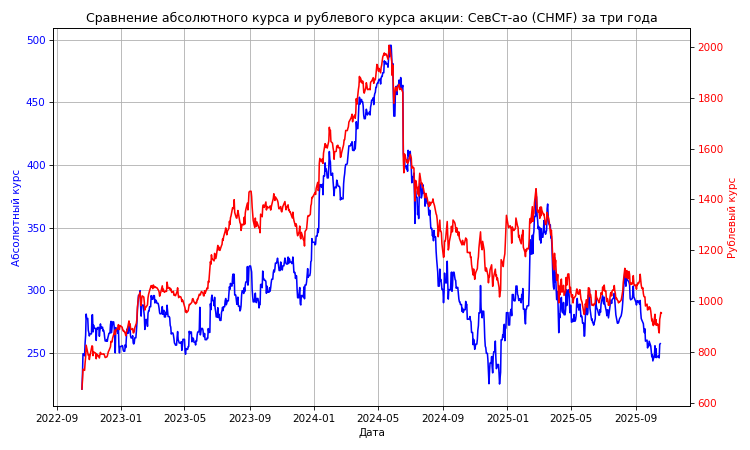 Сравнение абсолютного курса и рублевого курса акции: СевСт-ао (CHMF) за три года
500
450
400
350
300
250
2000
1800
1600
1400
1200
1000
800
600
Абсолютный курс
Рублевый курс
2022-09 2023-01 2023-05 2023-09 2024-01 2024-05 2024-09 2025-01 2025-05 2025-09
Дата